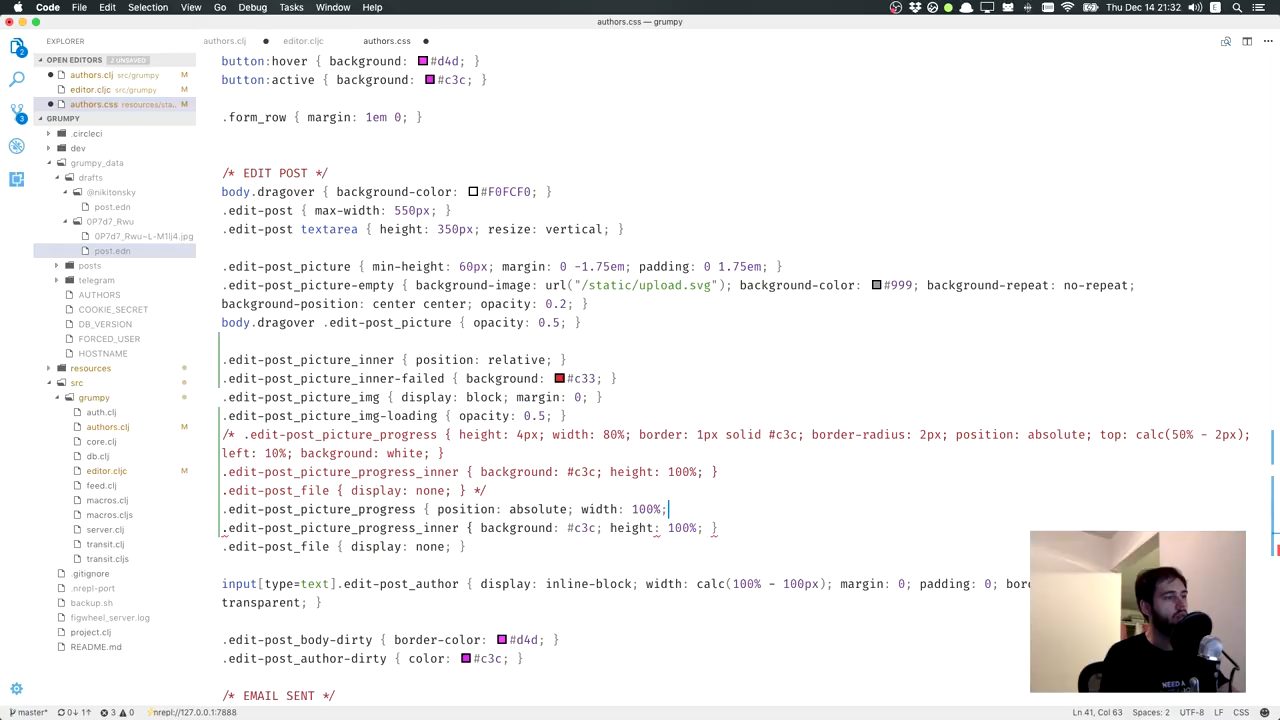 Code File Edit Selection View Go Debug Tasks Window Help
Thu Dec 14 21:32
authors.css — grumpy
EXPLORER
authors.clj
editor.cljc
authors.css
OPEN EDITORS 2 UNSAVED
authors.clj src/grumpy M
editor.cljc src/grumpy M
authors.css resources/sta... M
GRUMPY
.circleci
dev
grumpy_data
drafts
@nikitonsky
post.edn
0P7d7_Rwu
0P7d7_Rwu~L-M1lj4.jpg
post.edn
posts
telegram
AUTHORS
COOKIE_SECRET
DB_VERSION
FORCED_USER
HOSTNAME
resources
src
grumpy
auth.clj
authors.clj M
core.clj
db.clj
editor.cljc M
feed.clj
macros.clj
macros.cljs
server.clj
transit.clj
transit.cljs
.gitignore
.nrepl-port
backup.sh
figwheel_server.log
project.clj
README.md
button:hover { background: #d4d; }
button:active { background: #c3c; }
.form_row { margin: 1em 0; }
/* EDIT POST */
body.dragover { background-color: #F0FCF0; }
.edit-post { max-width: 550px; }
.edit-post textarea { height: 350px; resize: vertical; }
.edit-post_picture { min-height: 60px; margin: 0 -1.75em; padding: 0 1.75em; }
.edit-post_picture-empty { background-image: url("/static/upload.svg"); background-color: #999; background-repeat: no-repeat;
background-position: center center; opacity: 0.2; }
body.dragover .edit-post_picture { opacity: 0.5; }
.edit-post_picture_inner { position: relative; }
.edit-post_picture_inner-failed { background: #c33; }
.edit-post_picture_img { display: block; margin: 0; }
.edit-post_picture_img-loading { opacity: 0.5; }
/* .edit-post_picture_progress { height: 4px; width: 80%; border: 1px solid #c3c; border-radius: 2px; position: absolute; top: calc(50% - 2px);
left: 10%; background: white; }
.edit-post_picture_progress_inner { background: #c3c; height: 100%; }
.edit-post_file { display: none; } */
.edit-post_picture_progress { position: absolute; width: 100%;
.edit-post_picture_progress_inner { background: #c3c; height: 100%; }
.edit-post_file { display: none; }
input[type=text].edit-post_author { display: inline-block; width: calc(100% - 100px); margin: 0; padding: 0; bor
transparent; }
.edit-post_body-dirty { border-color: #d4d; }
.edit-post_author-dirty { color: #c3c; }
/* EMAIL SENT */
master* 0↓ 1↑ 3 0 nrepl://127.0.0.1:7888
Ln 41, Col 63 Spaces: 2 UTF-8 LF CSS